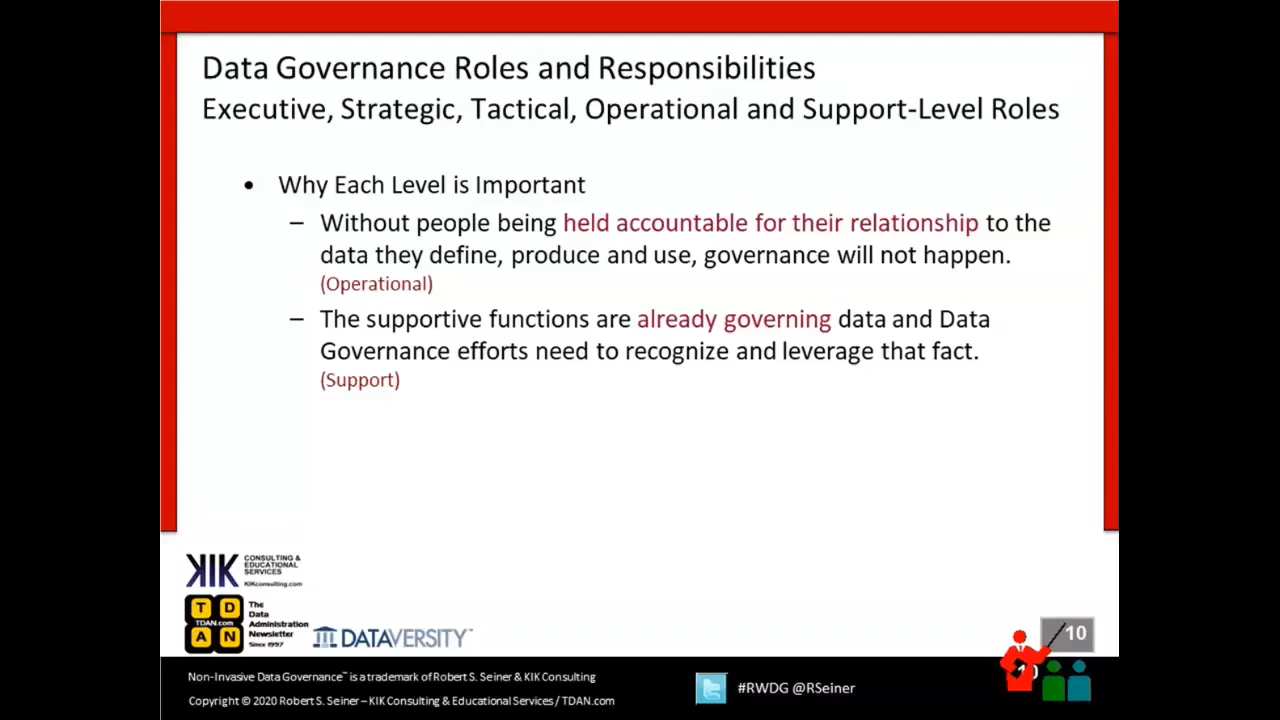 Data Governance Roles and Responsibilities
Executive, Strategic, Tactical, Operational and Support-Level Roles
• Why Each Level is Important
– Without people being held accountable for their relationship to the
data they define, produce and use, governance will not happen.
(Operational)
– The supportive functions are already governing data and Data
Governance efforts need to recognize and leverage that fact.
(Support)
KIK
CONSULTING &
EDUCATIONAL
SERVICES
KIKconsulting.com
T D
TDAN.com
A N
The
Data
Administration
Newsletter
Since 1997
DATAVERSITY™
10
Non-Invasive Data Governance™ is a trademark of Robert S. Seiner & KIK Consulting
Copyright © 2020 Robert S. Seiner – KIK Consulting & Educational Services / TDAN.com
#RWDG @RSeiner